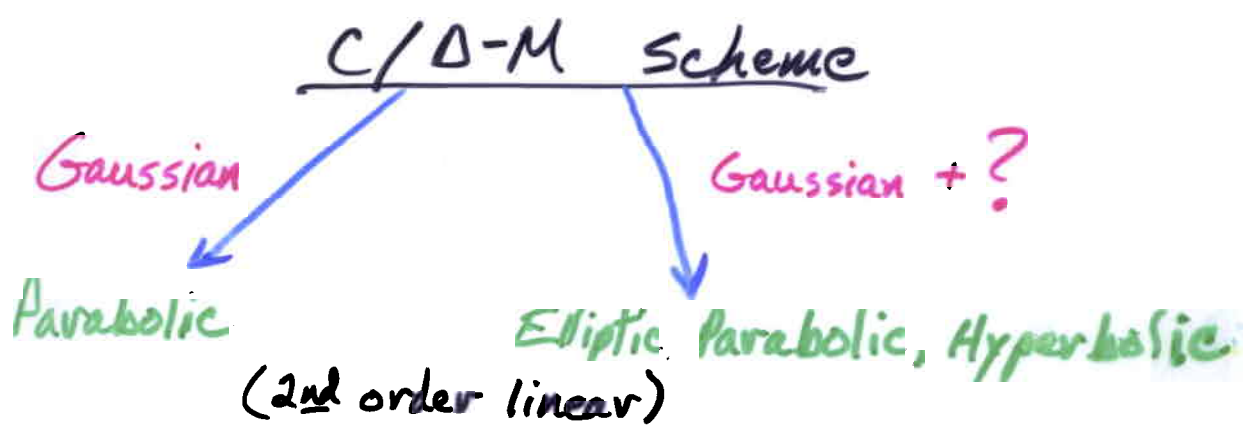 C/Δ-M Scheme
Gaussian
Gaussian + ?
Parabolic
Elliptic, Parabolic, Hyperbolic
(2nd order linear)